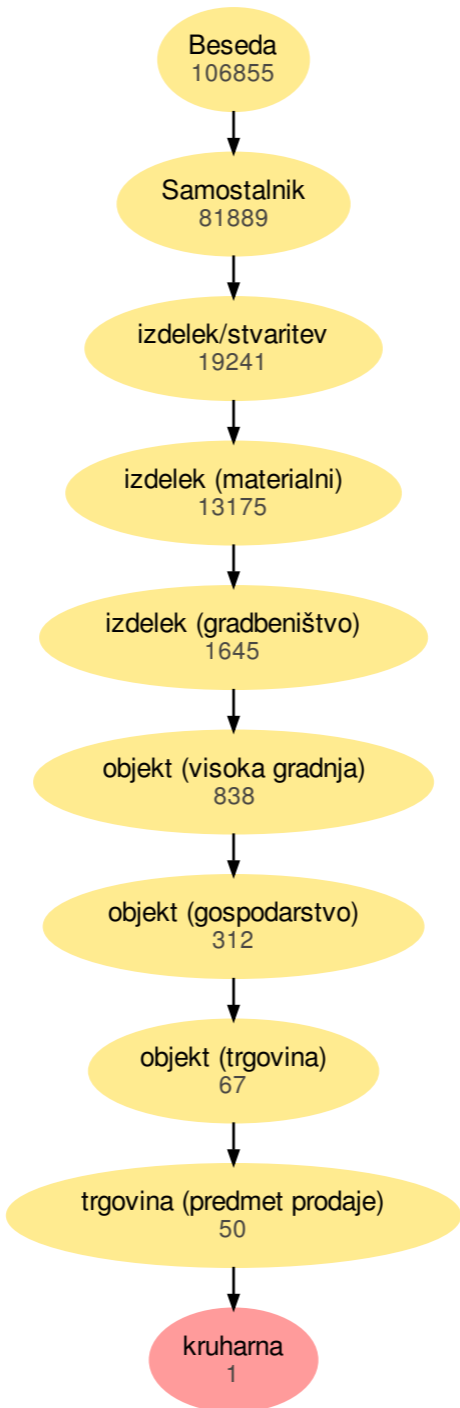 Beseda
106855
Samostalnik
81889
izdelek/stvaritev
19241
izdelek (materialni)
13175
izdelek (gradbeništvo)
1645
objekt (visoka gradnja)
838
objekt (gospodarstvo)
312
objekt (trgovina)
67
trgovina (predmet prodaje)
50
kruharna
1